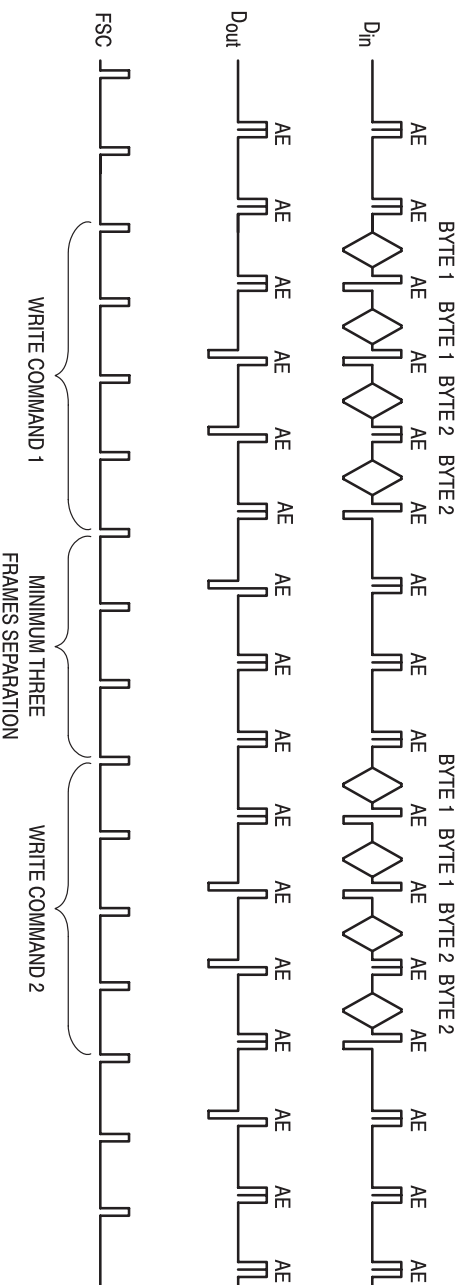 BYTE 1 BYTE 1 BYTE 2 BYTE 2 BYTE 1 BYTE 1 BYTE 2 BYTE 2
AE AE AE AE AE AE AE AE AE AE AE AE AE AE AE AE
Din
AE AE AE AE AE AE AE AE AE AE AE AE AE AE AE AE
Dout
FSC
WRITE COMMAND 1
MINIMUM THREE
FRAMES SEPARATION
WRITE COMMAND 2